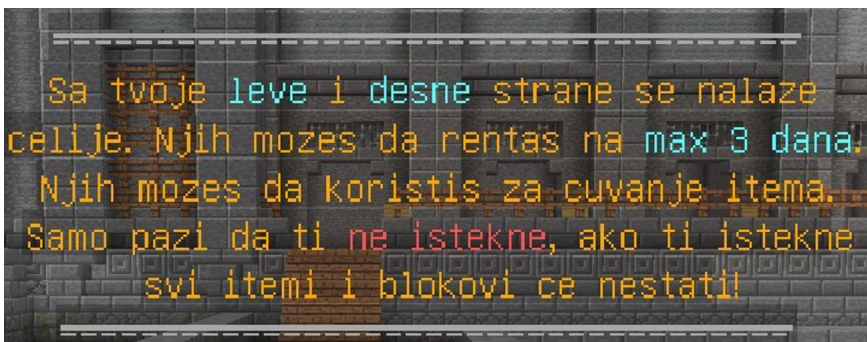 Sa tvoje leve i desne strane se nalaze
celije. Njih mozes da rentas na max 3 dana.
Njih mozes da koristis za cuvanje itema.
Samo pazi da ti ne istekne, ako ti istekne
svi itemi i blokovi ce nestati!